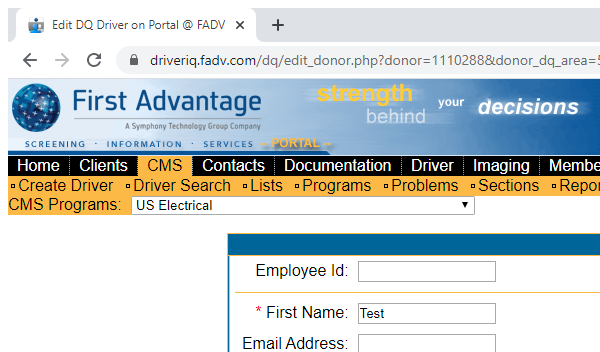 Edit DQ Driver on Portal @ FADV
driveriq.fadv.com/dq/edit_donor.php?donor=1110288&donor_dq_area=5
First Advantage
A Symphony Technology Group Company
SCREENING · INFORMATION · SERVICES – PORTAL –
strength
behind
your
decisions
Home Clients CMS Contacts Documentation Driver Imaging Membe
Create Driver Driver Search Lists Programs Problems Sections Repor
CMS Programs: US Electrical
Employee Id:
* First Name: Test
Email Address: